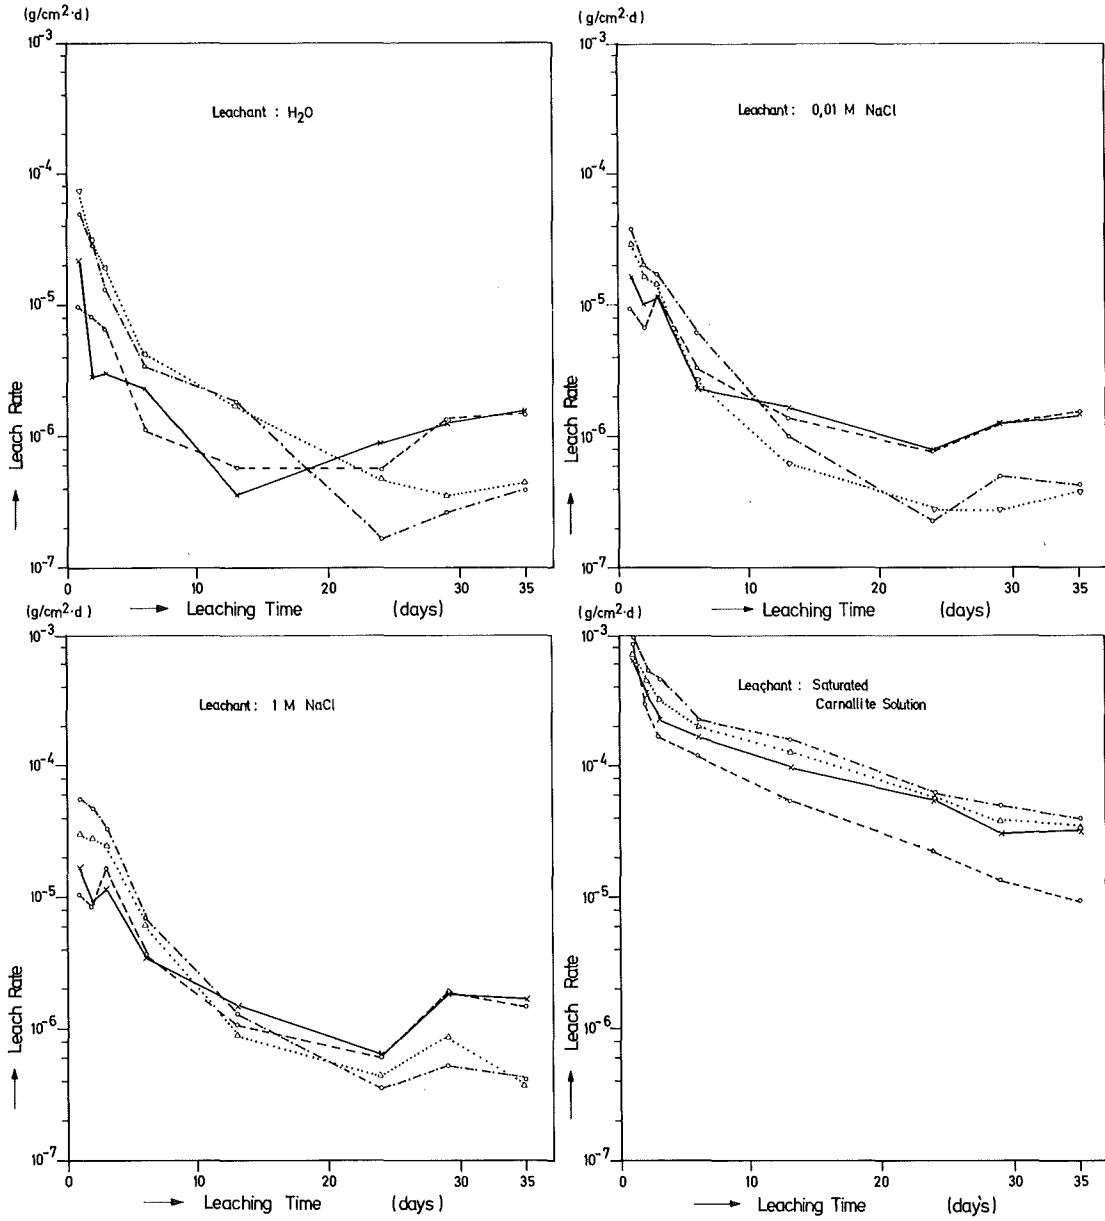 (g/cm²·d)
10⁻³
10⁻⁴
10⁻⁵
10⁻⁶
10⁻⁷
Leachant : H₂O
Leach Rate
0 10 20 30 35
Leaching Time (days)
(g/cm²·d)
10⁻³
10⁻⁴
10⁻⁵
10⁻⁶
10⁻⁷
Leachant: 0,01 M NaCl
Leach Rate
0 10 20 30 35
Leaching Time (days)
(g/cm²·d)
10⁻³
10⁻⁴
10⁻⁵
10⁻⁶
10⁻⁷
Leachant: 1 M NaCl
Leach Rate
0 10 20 30 35
Leaching Time (days)
(g/cm²·d)
10⁻³
10⁻⁴
10⁻⁵
10⁻⁶
10⁻⁷
Leachant : Saturated
Carnallite Solution
Leach Rate
0 10 20 30 35
Leaching Time (days)